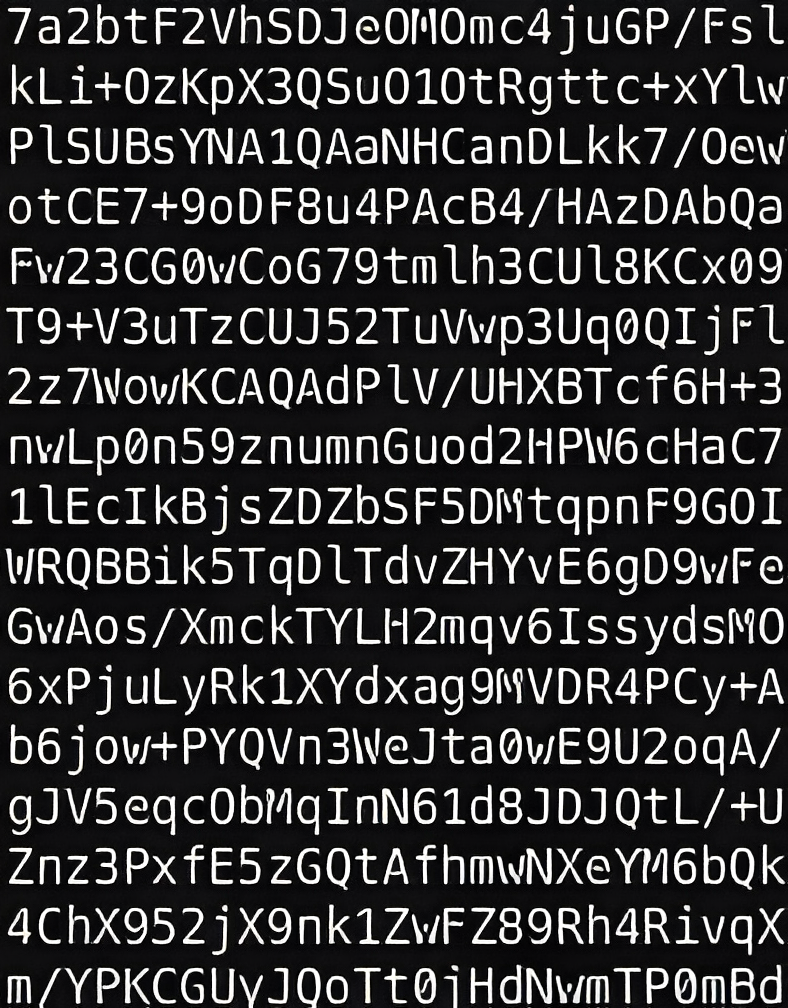 7a2btF2VhSDJeOMOmc4juGP/Fsl
kLi+OzKpX3QSuO1OtRgttc+xYlw
PlSUBsYNA1QAaNHCanDLkk7/Oew
otCE7+9oDF8u4PAcB4/HAzDAbQa
Fw23CG0wCoG79tmlh3CUl8KCx09
T9+V3uTzCUJ52TuVwp3Uq0QIjFl
2z7WowKCAQAdPlV/UHXBTcf6H+3
nwLp0n59znumnGuod2HPW6cHaC7
1lEcIkBjsZDZbSF5DMtqpnF9GOI
WRQBBik5TqDlTdvZHYvE6gD9wFe
GwAos/XmckTYLH2mqv6IssydsMO
6xPjuLyRk1XYdxag9MVDR4PCy+A
b6jow+PYQVn3WeJta0wE9U2oqA/
gJV5eqcObMqInN61d8JDJQtL/+U
Znz3PxfE5zGQtAfhmwNXeYM6bQk
4ChX952jX9nk1ZwFZ89Rh4RivqX
m/YPKCGUyJQoTt0jHdNwmTP0mBd